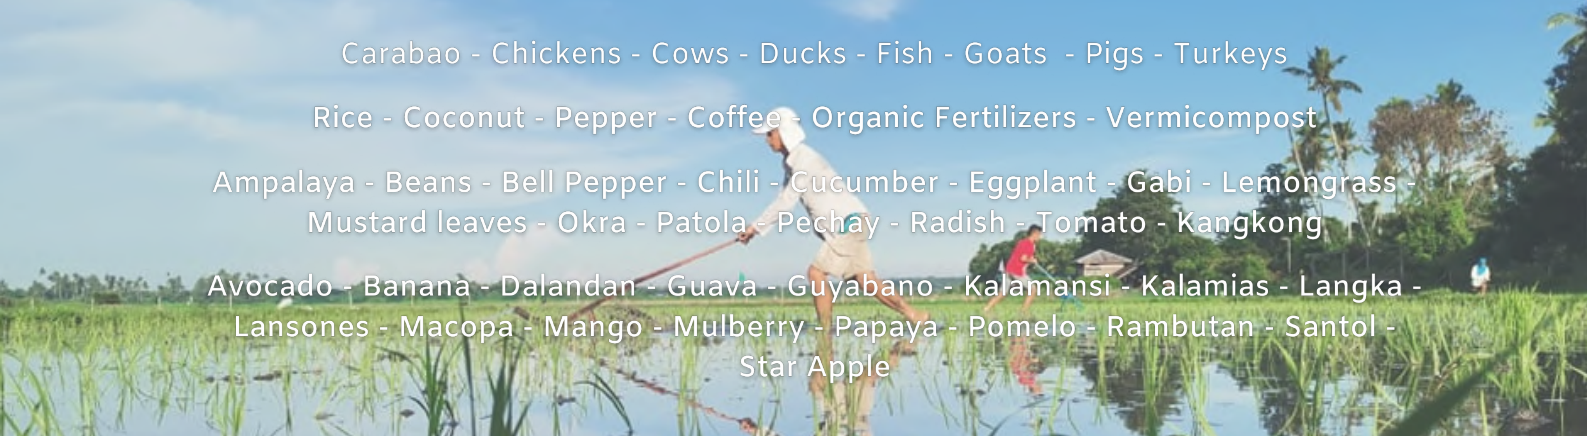 Carabao - Chickens - Cows - Ducks - Fish - Goats  - Pigs - Turkeys
Rice - Coconut - Pepper - Coffee - Organic Fertilizers - Vermicompost
Ampalaya - Beans - Bell Pepper - Chili - Cucumber - Eggplant - Gabi - Lemongrass -
Mustard leaves - Okra - Patola - Pechay - Radish - Tomato - Kangkong
Avocado - Banana - Dalandan - Guava - Guyabano - Kalamansi - Kalamias - Langka -
Lansones - Macopa - Mango - Mulberry - Papaya - Pomelo - Rambutan - Santol -
Star Apple